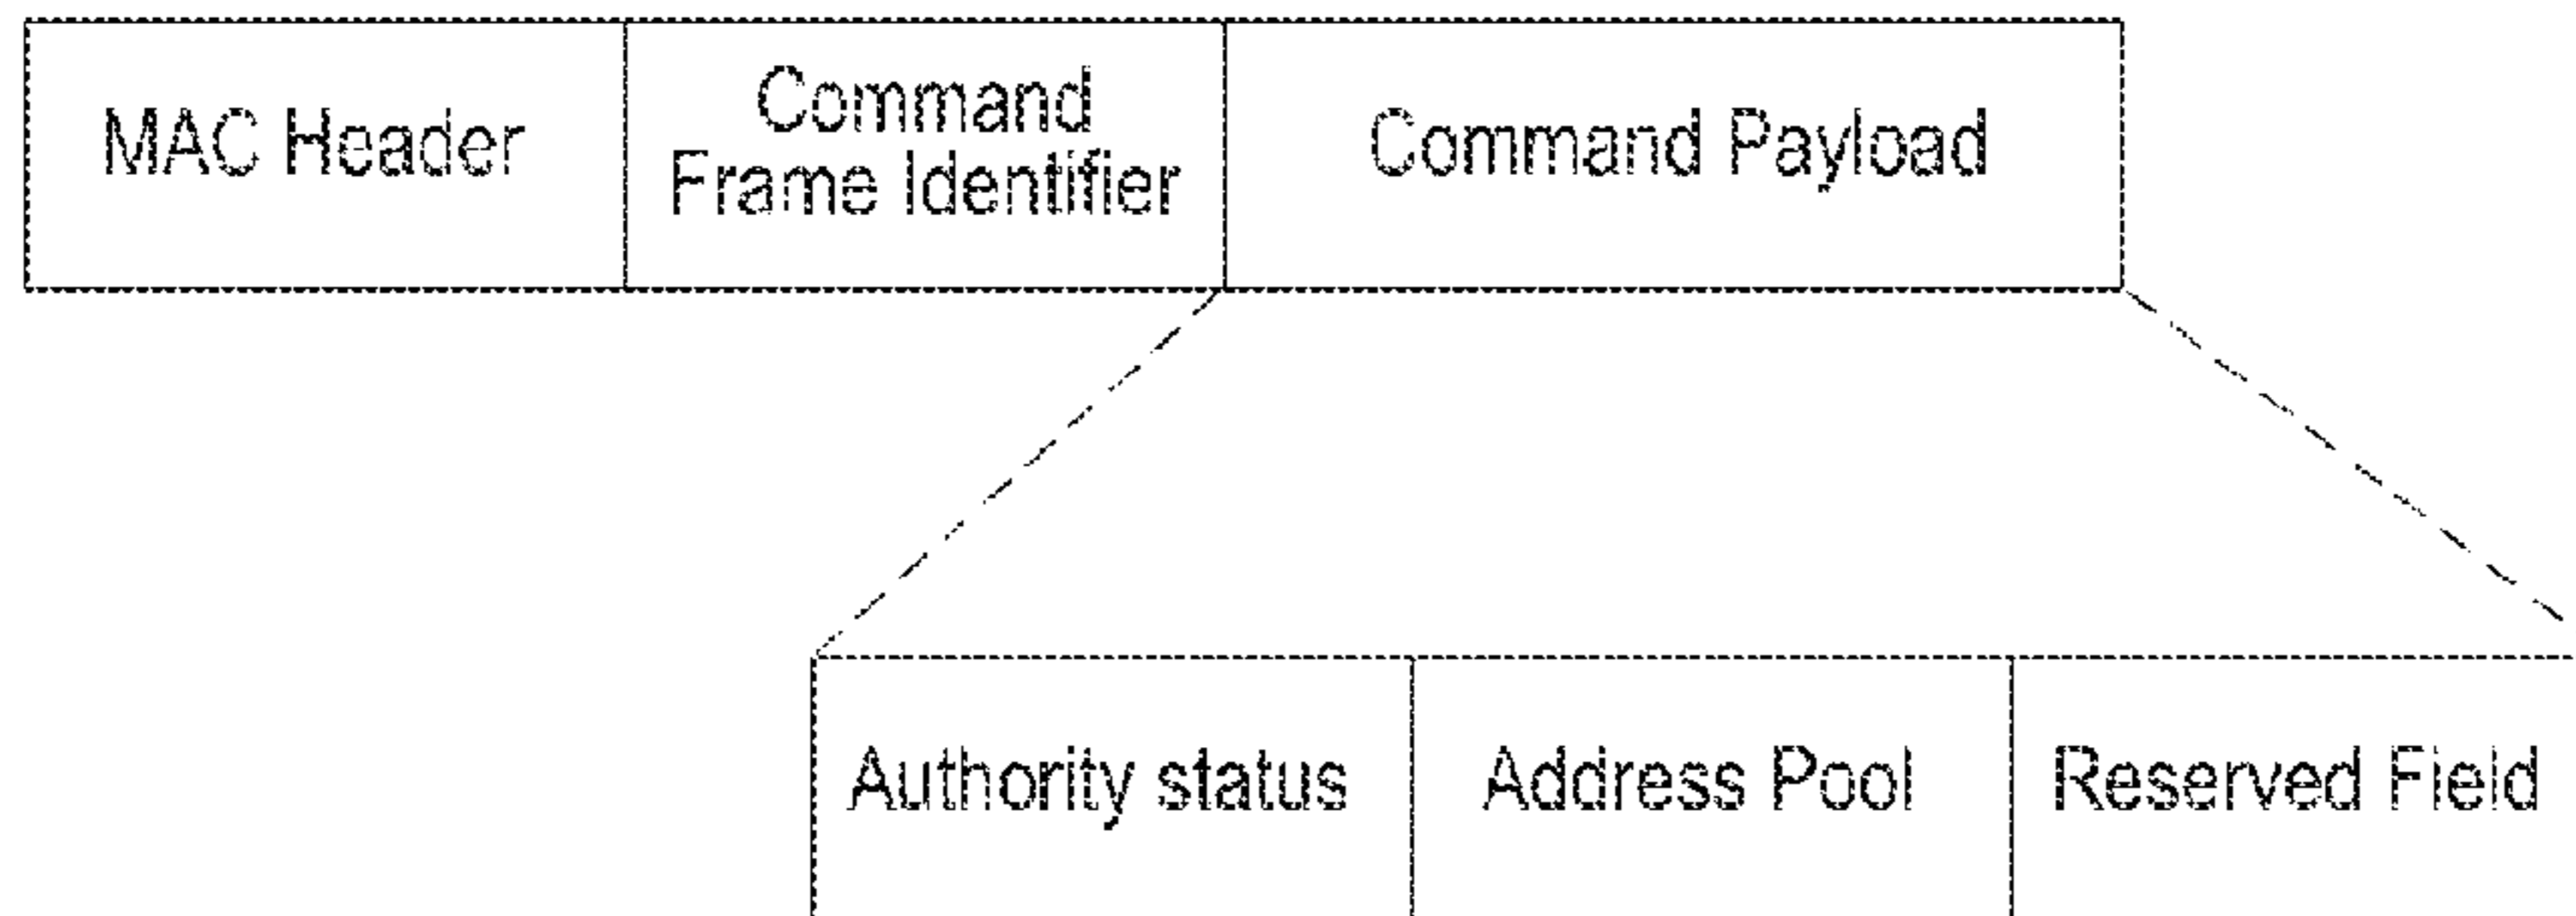 MAC Header
Command
Frame Identifier
Command Payload
Authority status
Address Pool
Reserved Field